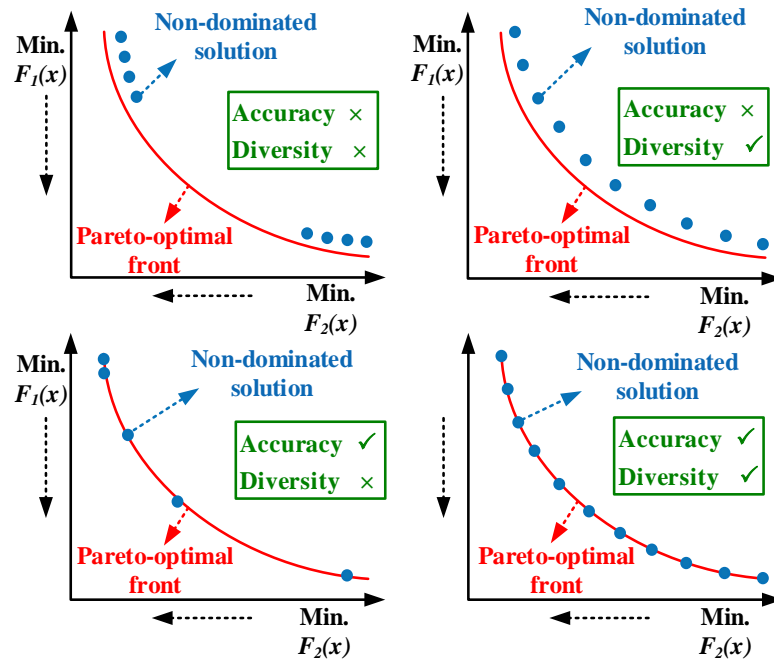 Min.
F₁(x)
Non-dominated
solution
Accuracy ×
Diversity ×
Pareto-optimal
front
Min.
F₂(x)
Min.
F₁(x)
Non-dominated
solution
Accuracy ×
Diversity ✓
Pareto-optimal
front
Min.
F₂(x)
Min.
F₁(x)
Non-dominated
solution
Accuracy ✓
Diversity ×
Pareto-optimal
front
Min.
F₂(x)
Non-dominated
solution
Accuracy ✓
Diversity ✓
Pareto-optimal
front
Min.
F₂(x)